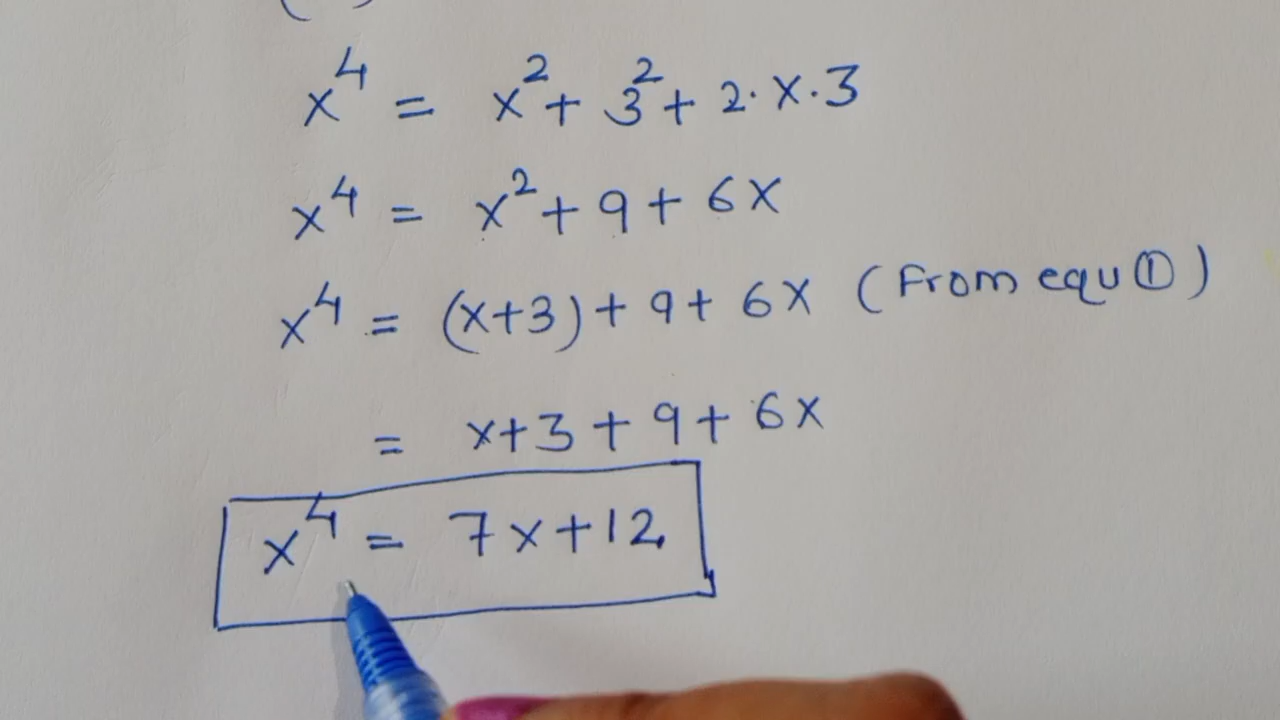 x⁴ = x² + 3² + 2·x·3
x⁴ = x² + 9 + 6x
x⁴ = (x+3) + 9 + 6x (From equ ①)
= x+3 + 9 + 6x
x⁴ = 7x+12